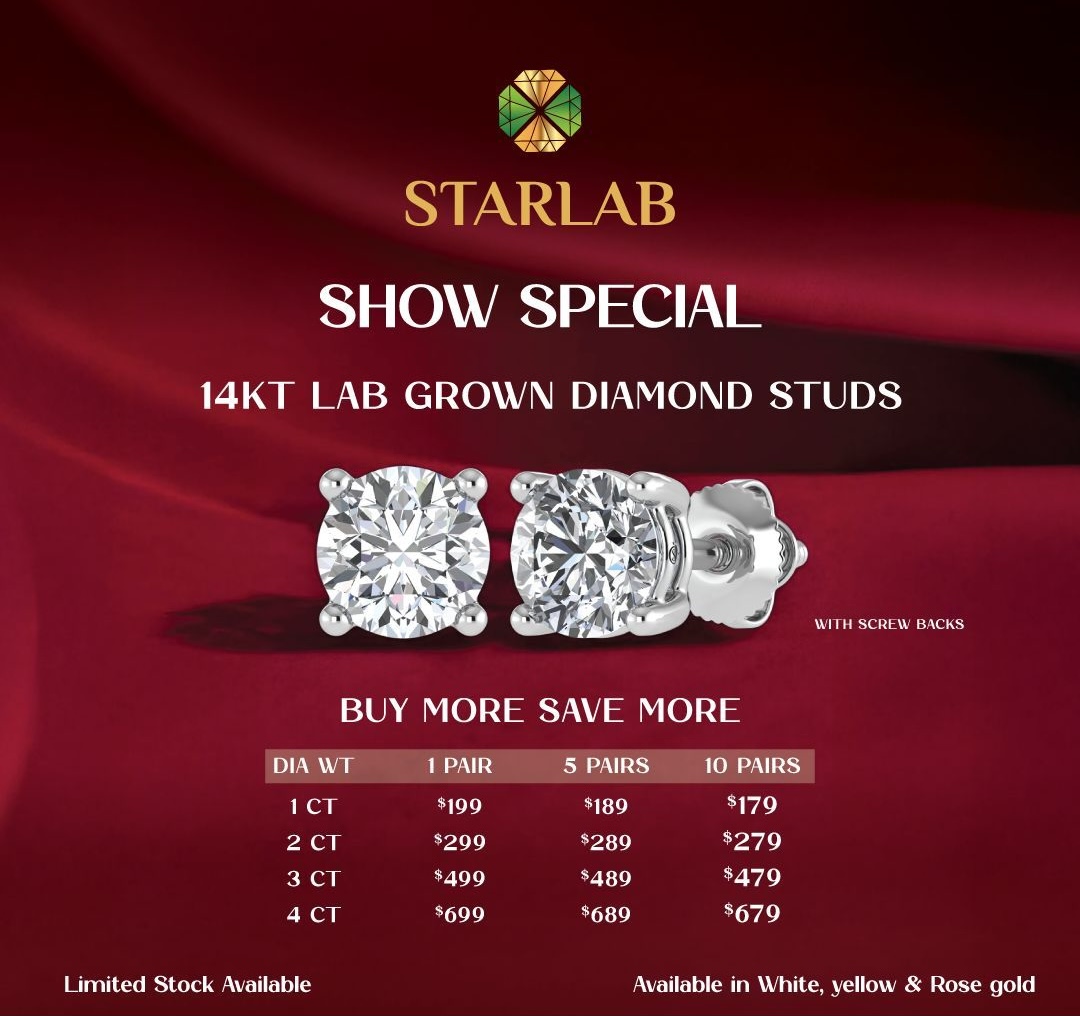 STARLAB
SHOW SPECIAL
14KT LAB GROWN DIAMOND STUDS
WITH SCREW BACKS
BUY MORE SAVE MORE
DIA WT 1 PAIR 5 PAIRS 10 PAIRS
1 CT $199 $189 $179
2 CT $299 $289 $279
3 CT $499 $489 $479
4 CT $699 $689 $679
Limited Stock Available
Available in White, yellow & Rose gold